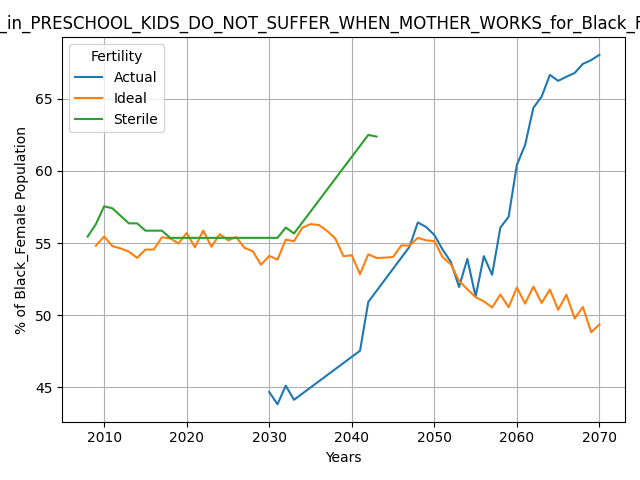 _in_PRESCHOOL_KIDS_DO_NOT_SUFFER_WHEN_MOTHER_WORKS_for_Black_F
Fertility
Actual
Ideal
Sterile
% of Black_Female Population
65
60
55
50
45
2010 2020 2030 2040 2050 2060 2070
Years